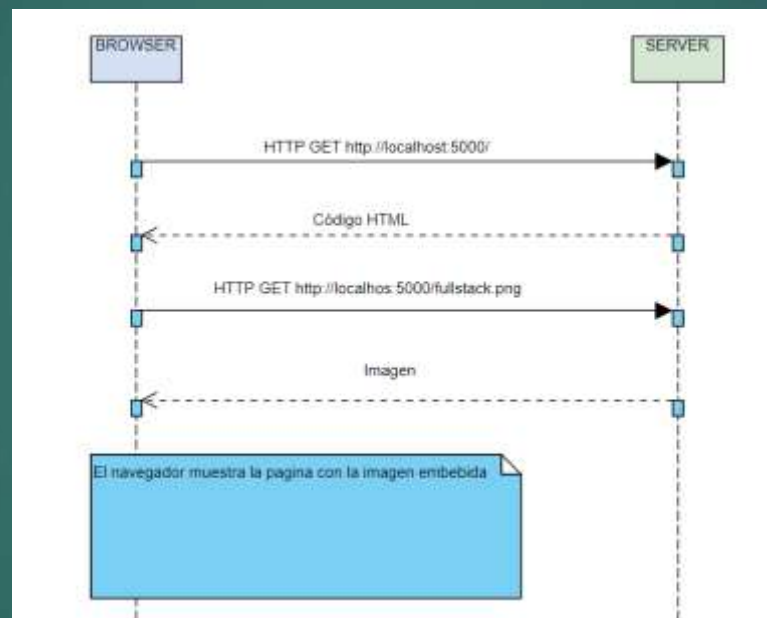 BROWSER
SERVER
HTTP GET http://localhost:5000/
Código HTML
HTTP GET http://localhos:5000/fullstack.png
Imagen
El navegador muestra la pagina con la imagen embebida